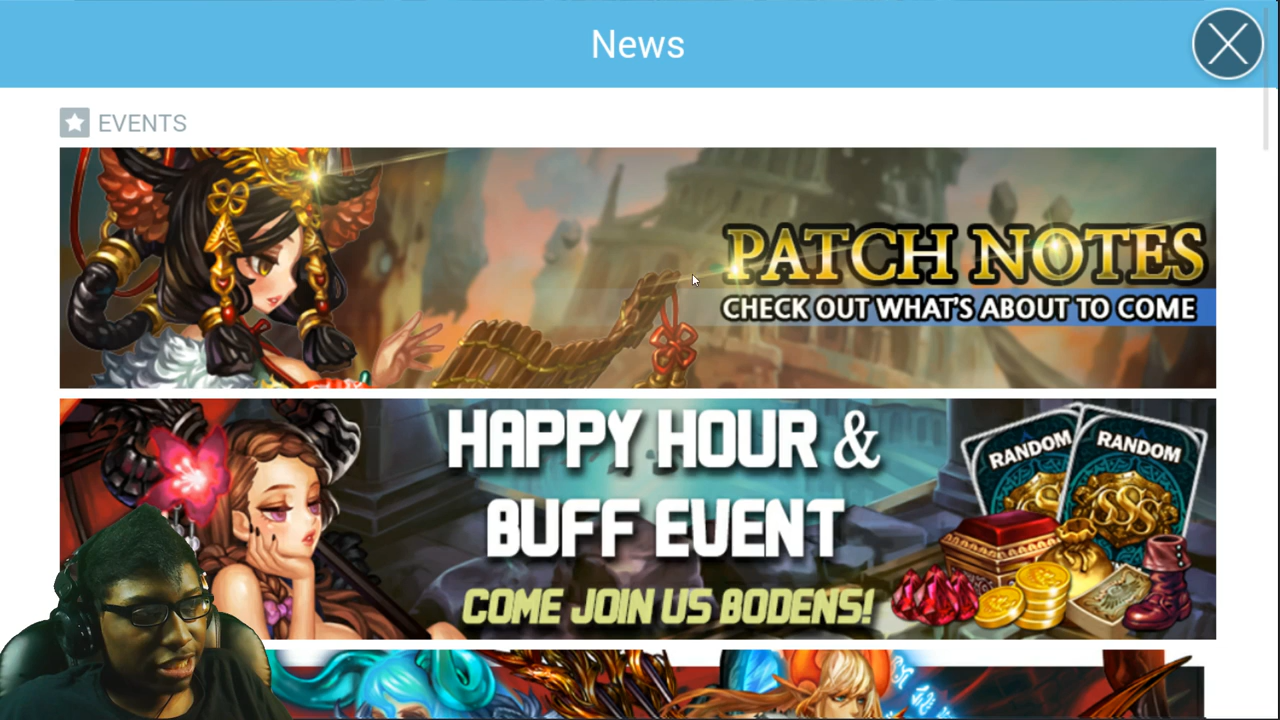 News
EVENTS
PATCH NOTES
CHECK OUT WHAT'S ABOUT TO COME
HAPPY HOUR &
BUFF EVENT
COME JOIN US BODENS!
RANDOM
RANDOM